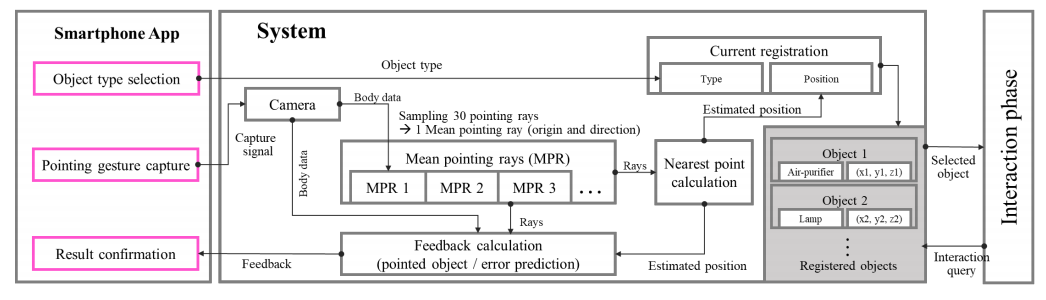 Smartphone App
Object type selection
Pointing gesture capture
Result confirmation
System
Object type
Camera
Capture
signal
Body data
Body data
Sampling 30 pointing rays
→ 1 Mean pointing ray (origin and direction)
Mean pointing rays (MPR)
MPR 1
MPR 2
MPR 3
...
Rays
Rays
Feedback calculation
(pointed object / error prediction)
Feedback
Nearest point
calculation
Estimated position
Estimated position
Current registration
Type
Position
Object 1
Air-purifier
(x1, y1, z1)
Object 2
Lamp
(x2, y2, z2)
⋮
Registered objects
Selected
object
Interaction
query
Interaction phase